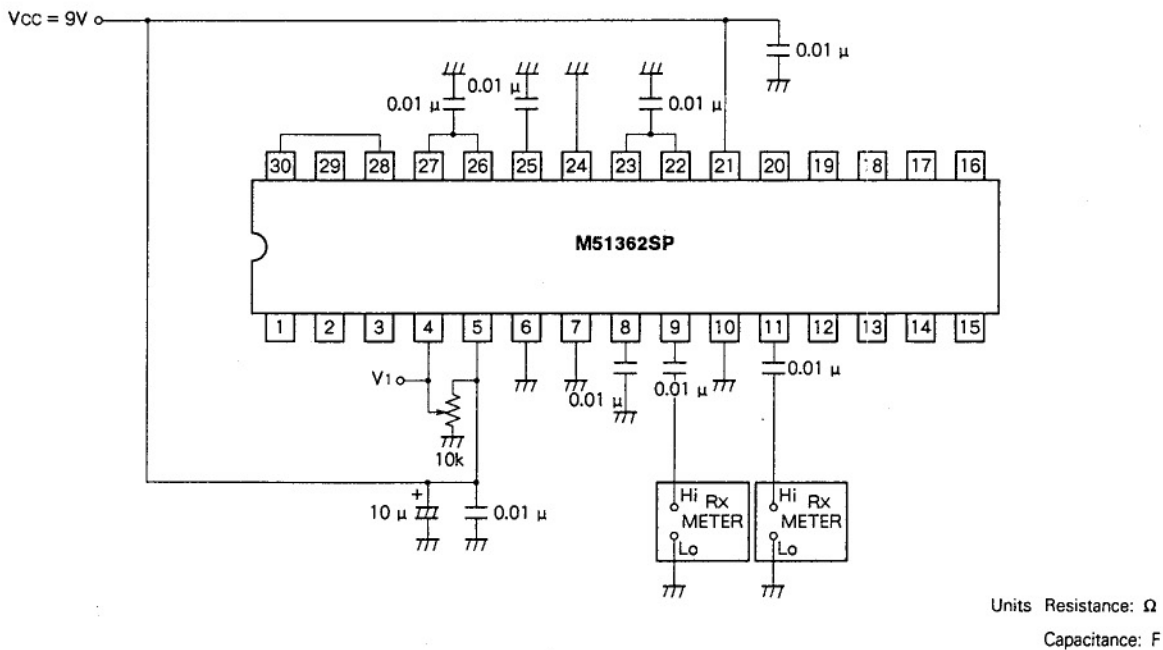 VCC = 9V
0.01 μ
0.01 μ
0.01 μ
0.01 μ
30 29 28 27 26 25 24 23 22 21 20 19 18 17 16
M51362SP
1 2 3 4 5 6 7 8 9 10 11 12 13 14 15
V1
0.01 μ
0.01 μ
0.01 μ
10k
10 μ
+
0.01 μ
Hi Rx
METER
Lo
Hi Rx
METER
Lo
Units Resistance: Ω
Capacitance: F